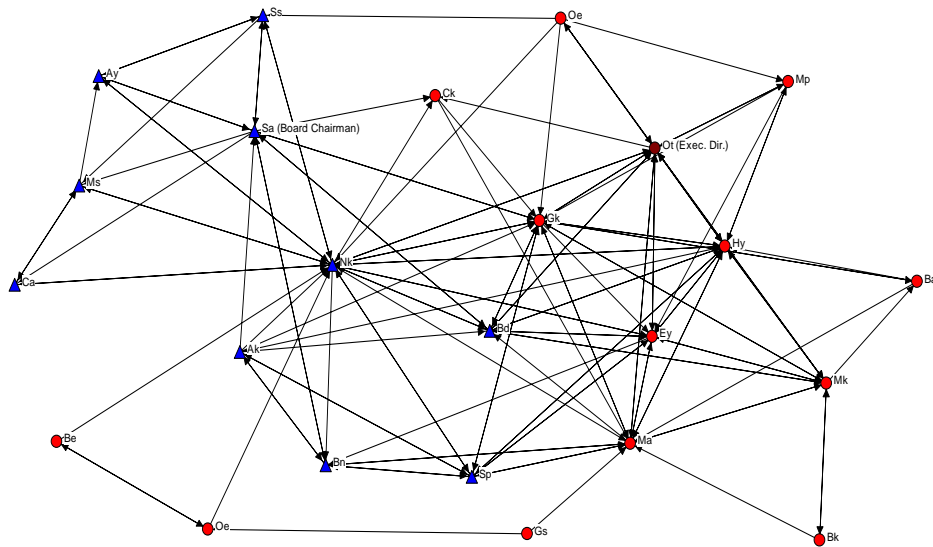 Ss
Oe
Ay
Mp
Ck
Sa (Board Chairman)
Ot (Exec. Dir.)
Ms
Gk
Hy
Nk
Ca
Ba
Bd
Ey
Ak
Mk
Be
Ma
Bn
Sp
Oe
Gs
Bk